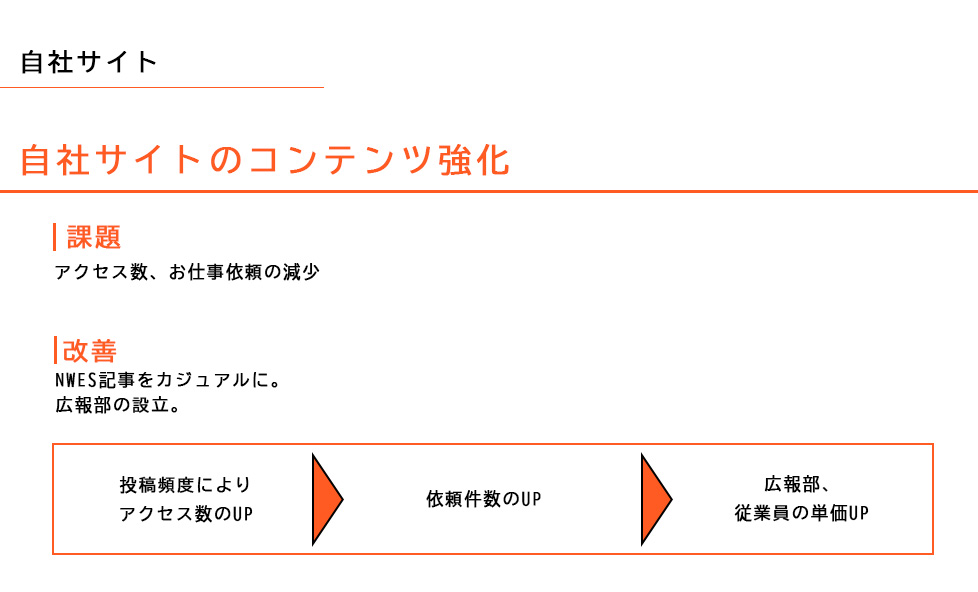 自社サイト
自社サイトのコンテンツ強化
課題
アクセス数、お仕事依頼の減少
改善
NWES記事をカジュアルに。
広報部の設立。
投稿頻度により
アクセス数のUP
依頼件数のUP
広報部、
従業員の単価UP